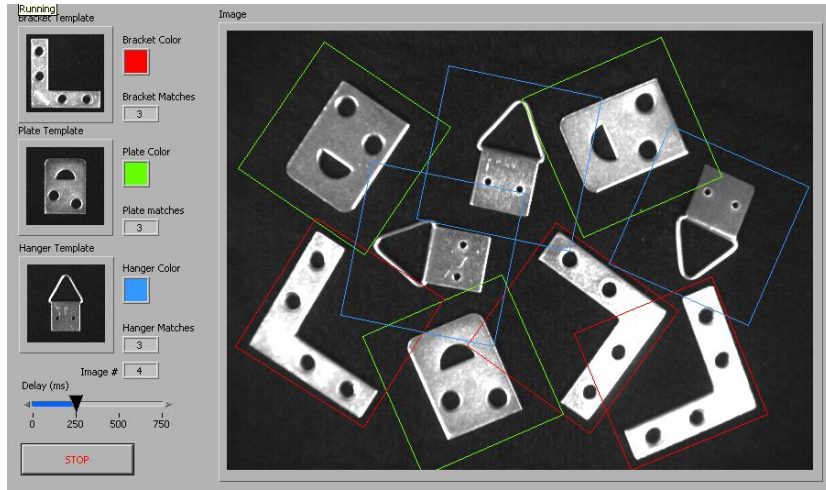 Running
Bracket Template
Bracket Color
Bracket Matches
3
Plate Template
Plate Color
Plate matches
3
Hanger Template
Hanger Color
Hanger Matches
3
Image # 4
Delay (ms)
0 250 500 750
STOP
Image